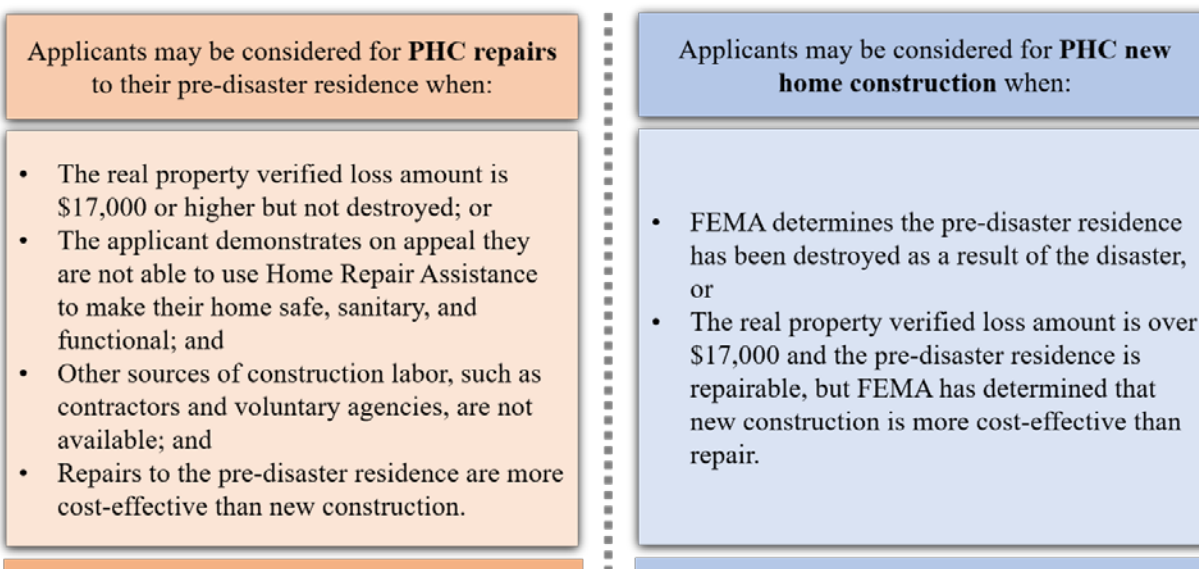 Applicants may be considered for PHC repairs
to their pre-disaster residence when:
• The real property verified loss amount is
$17,000 or higher but not destroyed; or
• The applicant demonstrates on appeal they
are not able to use Home Repair Assistance
to make their home safe, sanitary, and
functional; and
• Other sources of construction labor, such as
contractors and voluntary agencies, are not
available; and
• Repairs to the pre-disaster residence are more
cost-effective than new construction.
Applicants may be considered for PHC new
home construction when:
• FEMA determines the pre-disaster residence
has been destroyed as a result of the disaster,
or
• The real property verified loss amount is over
$17,000 and the pre-disaster residence is
repairable, but FEMA has determined that
new construction is more cost-effective than
repair.